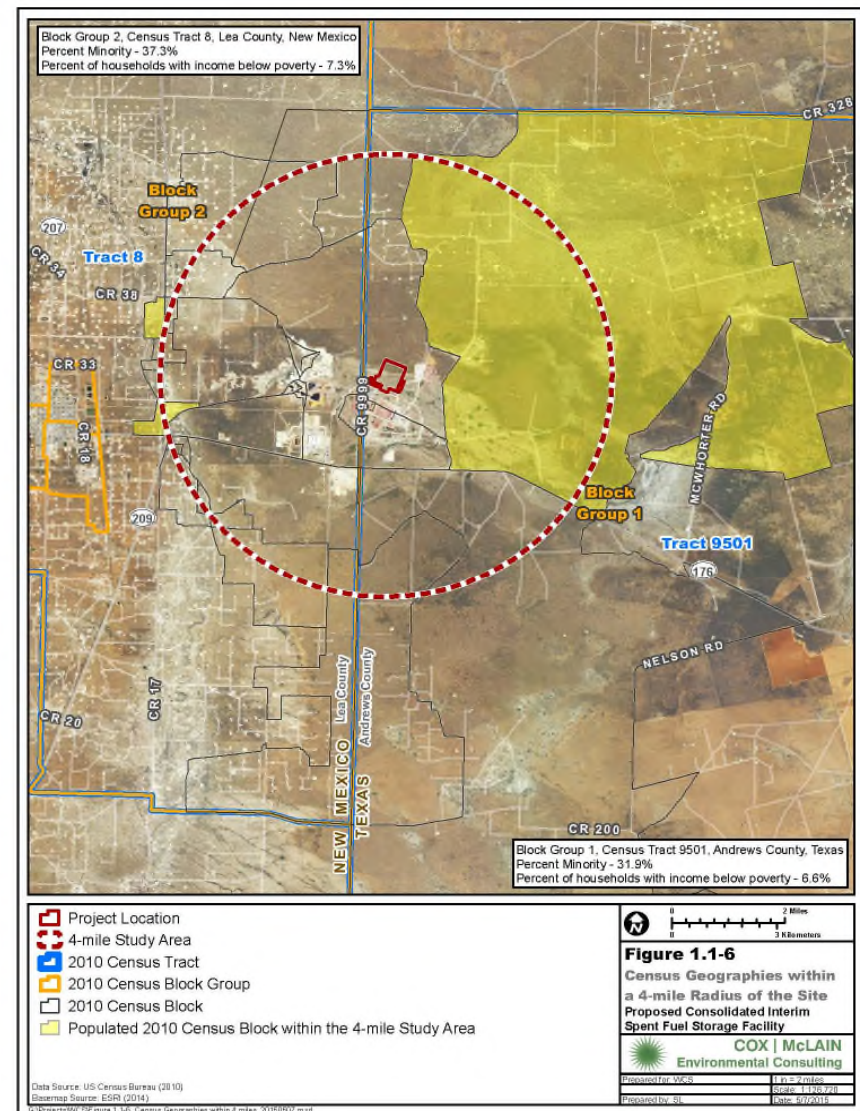 Block Group 2, Census Tract 8, Lea County, New Mexico
Percent Minority - 37.3%
Percent of households with income below poverty - 7.3%
CR 328
Block
Group 2
207
Tract 8
CR 34
CR 38
CR 33
CR 9999
CR 18
MCWHORTER RD
Block
Group 1
209
Tract 9501
176
NELSON RD
CR 17
Lea County
Andrews County
CR 20
NEW MEXICO
TEXAS
CR 200
Block Group 1, Census Tract 9501, Andrews County, Texas
Percent Minority - 31.9%
Percent of households with income below poverty - 6.6%
Project Location
4-mile Study Area
2010 Census Tract
2010 Census Block Group
2010 Census Block
Populated 2010 Census Block within the 4-mile Study Area
Data Source: US Census Bureau (2010)
Basemap Source: ESRI (2014)
N
0 2 Miles
0 3 Kilometers
Figure 1.1-6
Census Geographies within
a 4-mile Radius of the Site
Proposed Consolidated Interim
Spent Fuel Storage Facility
COX | McLAIN
Environmental Consulting
Prepared for: WCS
1 in = 2 miles
Scale: 1:126,720
Prepared by: SL
Date: 5/7/2015